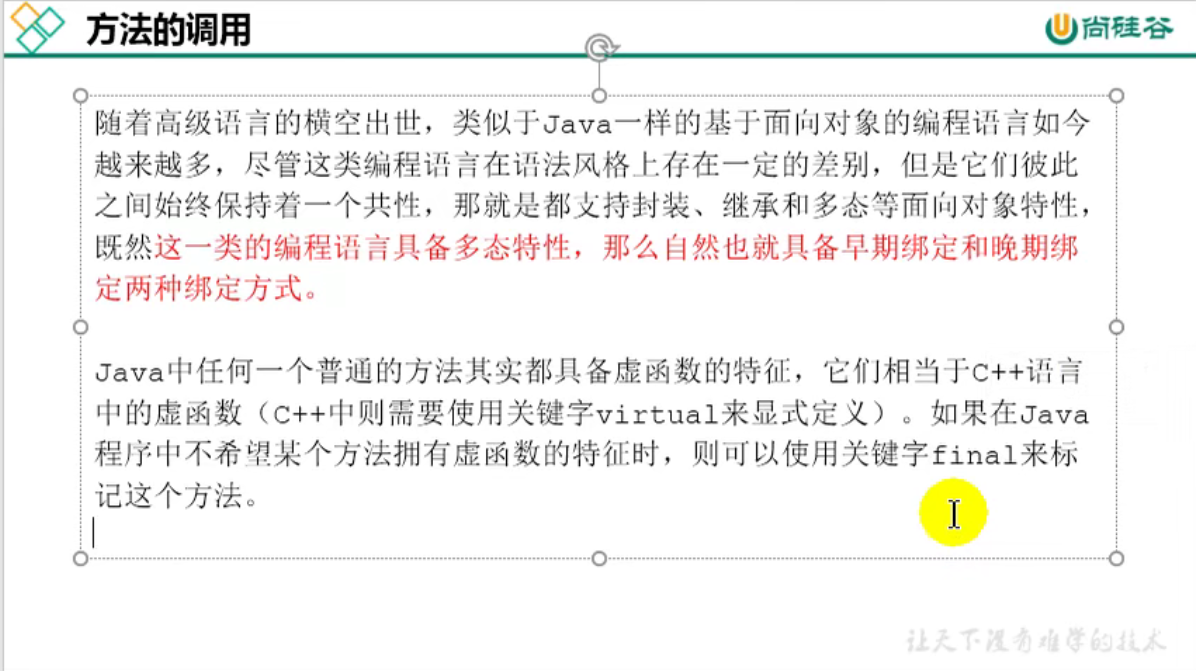 方法的调用
尚硅谷
随着高级语言的横空出世，类似于Java一样的基于面向对象的编程语言如今
越来越多，尽管这类编程语言在语法风格上存在一定的差别，但是它们彼此
之间始终保持着一个共性，那就是都支持封装、继承和多态等面向对象特性，
既然这一类的编程语言具备多态特性，那么自然也就具备早期绑定和晚期绑
定两种绑定方式。
Java中任何一个普通的方法其实都具备虚函数的特征，它们相当于C++语言
中的虚函数（C++中则需要使用关键字virtual来显式定义）。如果在Java
程序中不希望某个方法拥有虚函数的特征时，则可以使用关键字final来标
记这个方法。
让天下没有难学的技术